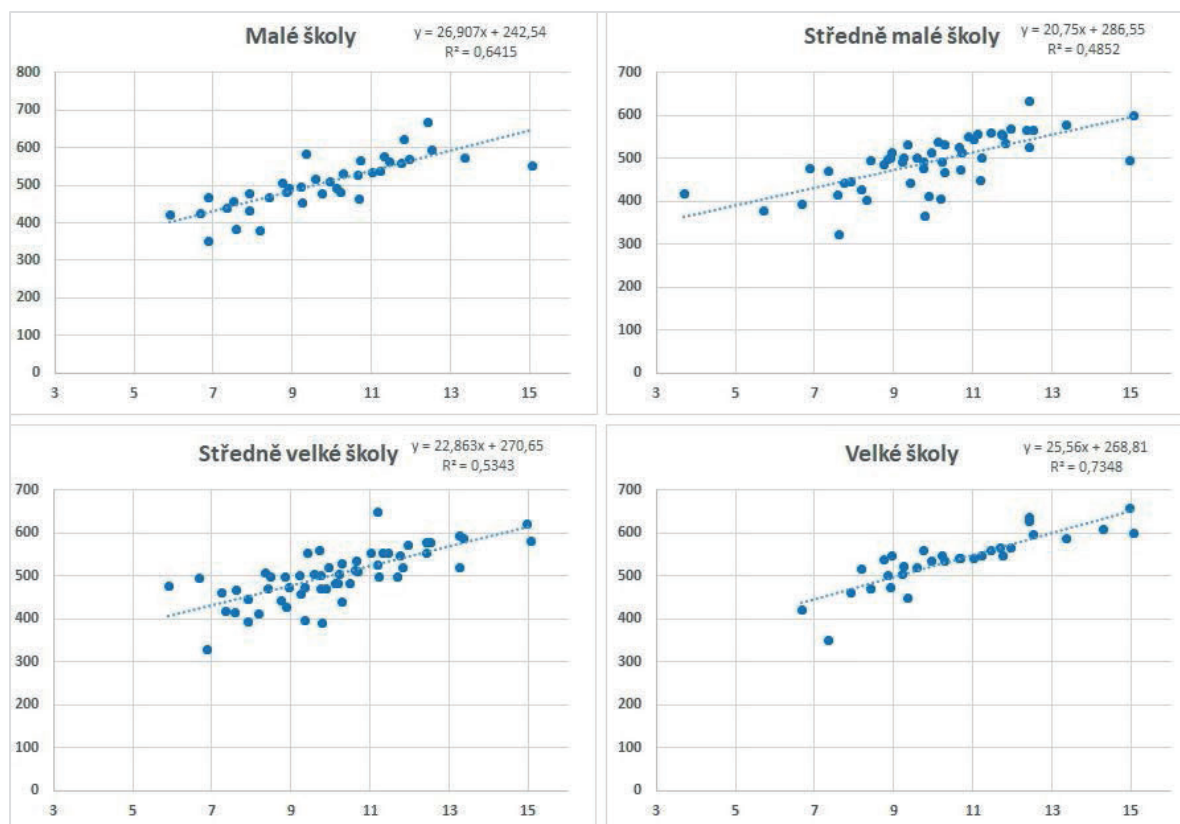 Malé školy
y = 26,907x + 242,54
R² = 0,6415
800
700
600
500
400
300
200
100
0
3 5 7 9 11 13 15
Středně malé školy
y = 20,75x + 286,55
R² = 0,4852
700
600
500
400
300
200
100
0
3 5 7 9 11 13 15
Středně velké školy
y = 22,863x + 270,65
R² = 0,5343
700
600
500
400
300
200
100
0
3 5 7 9 11 13 15
Velké školy
y = 25,56x + 268,81
R² = 0,7348
700
600
500
400
300
200
100
0
3 5 7 9 11 13 15